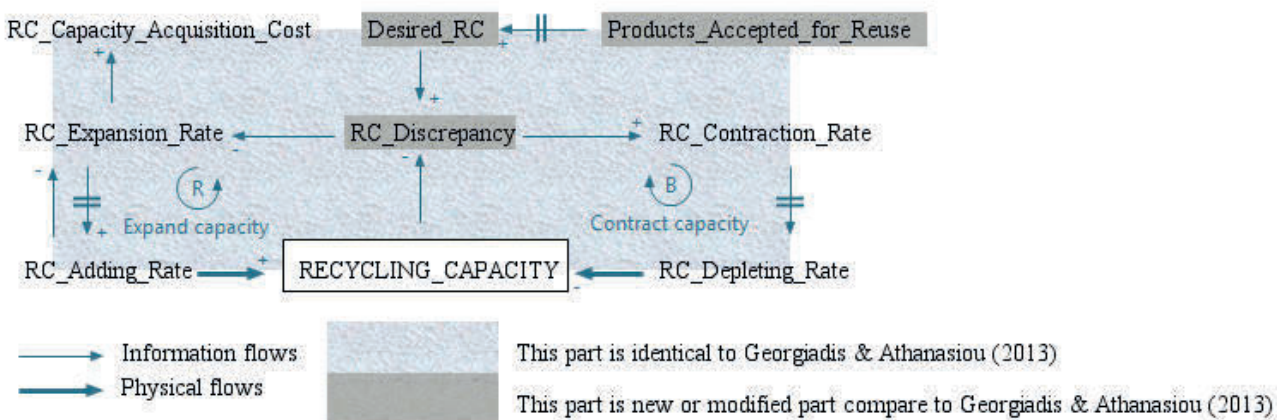 RC_Capacity_Acquisition_Cost Desired_RC Products_Accepted_for_Reuse
+ +
+
RC_Expansion_Rate RC_Discrepancy + RC_Contraction_Rate
- -
- R B
Expand capacity Contract capacity
+ +
RC_Adding_Rate + RECYCLING_CAPACITY RC_Depleting_Rate
-
Information flows This part is identical to Georgiadis & Athanasiou (2013)
Physical flows
This part is new or modified part compare to Georgiadis & Athanasiou (2013)